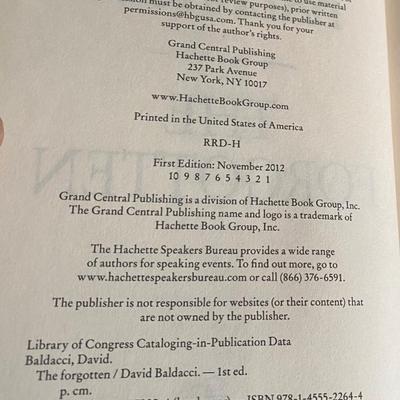 review purposes), prior written
must be obtained by contacting the publisher at
permissions@hbgusa.com. Thank you for your
support of the author's rights.
Grand Central Publishing
Hachette Book Group
237 Park Avenue
New York, NY 10017
www.HachetteBookGroup.com
Printed in the United States of America
RRD-H
First Edition: November 2012
10 9 8 7 6 5 4 3 2 1
Grand Central Publishing is a division of Hachette Book Group, Inc.
The Grand Central Publishing name and logo is a trademark of
Hachette Book Group, Inc.
The Hachette Speakers Bureau provides a wide range
of authors for speaking events. To find out more, go to
www.hachettespeakersbureau.com or call (866) 376-6591.
The publisher is not responsible for websites (or their content) that
are not owned by the publisher.
Library of Congress Cataloging-in-Publication Data
Baldacci, David.
The forgotten / David Baldacci. — 1st ed.
p. cm.
ISBN 978-1-4555-2264-4